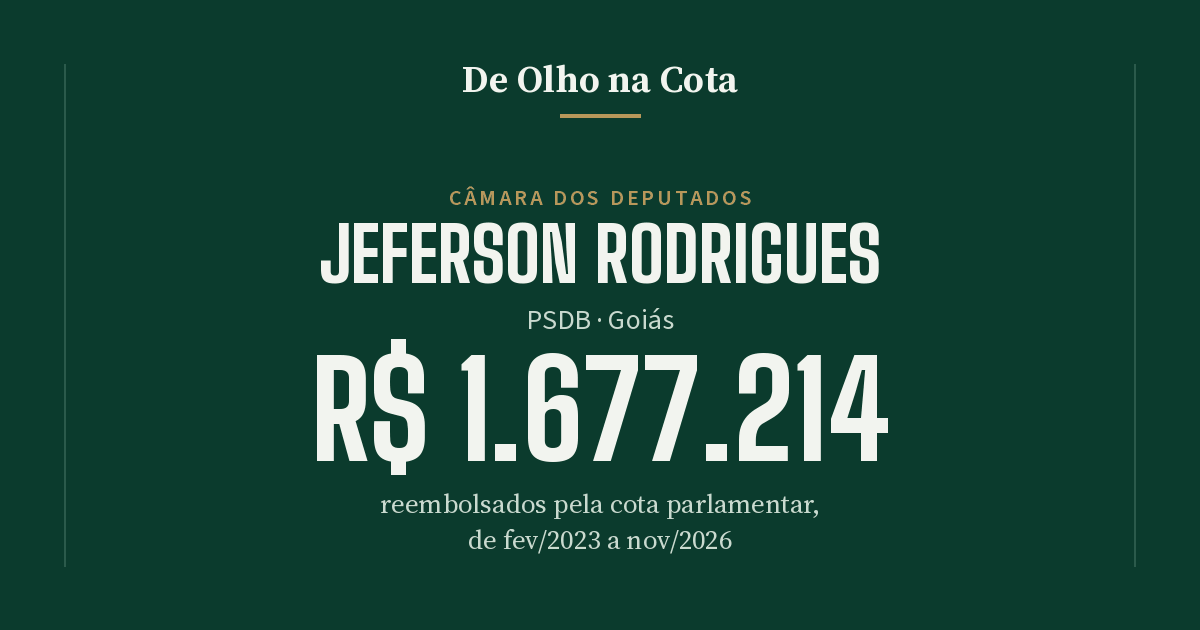 De Olho na Cota
CÂMARA DOS DEPUTADOS
JEFERSON RODRIGUES
PSDB · Goiás
R$ 1.677.214
reembolsados pela cota parlamentar,
de fev/2023 a nov/2026